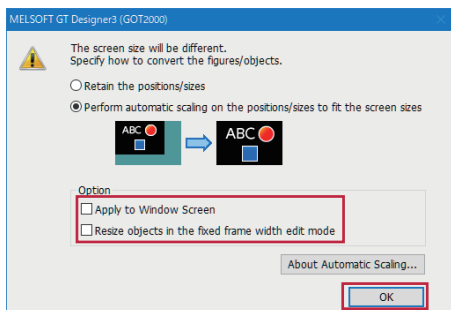 MELSOFT GT Designer3 (GOT2000)
The screen size will be different.
Specify how to convert the figures/objects.
Retain the positions/sizes
Perform automatic scaling on the positions/sizes to fit the screen sizes
ABC ABC
Option
Apply to Window Screen
Resize objects in the fixed frame width edit mode
About Automatic Scaling...
OK